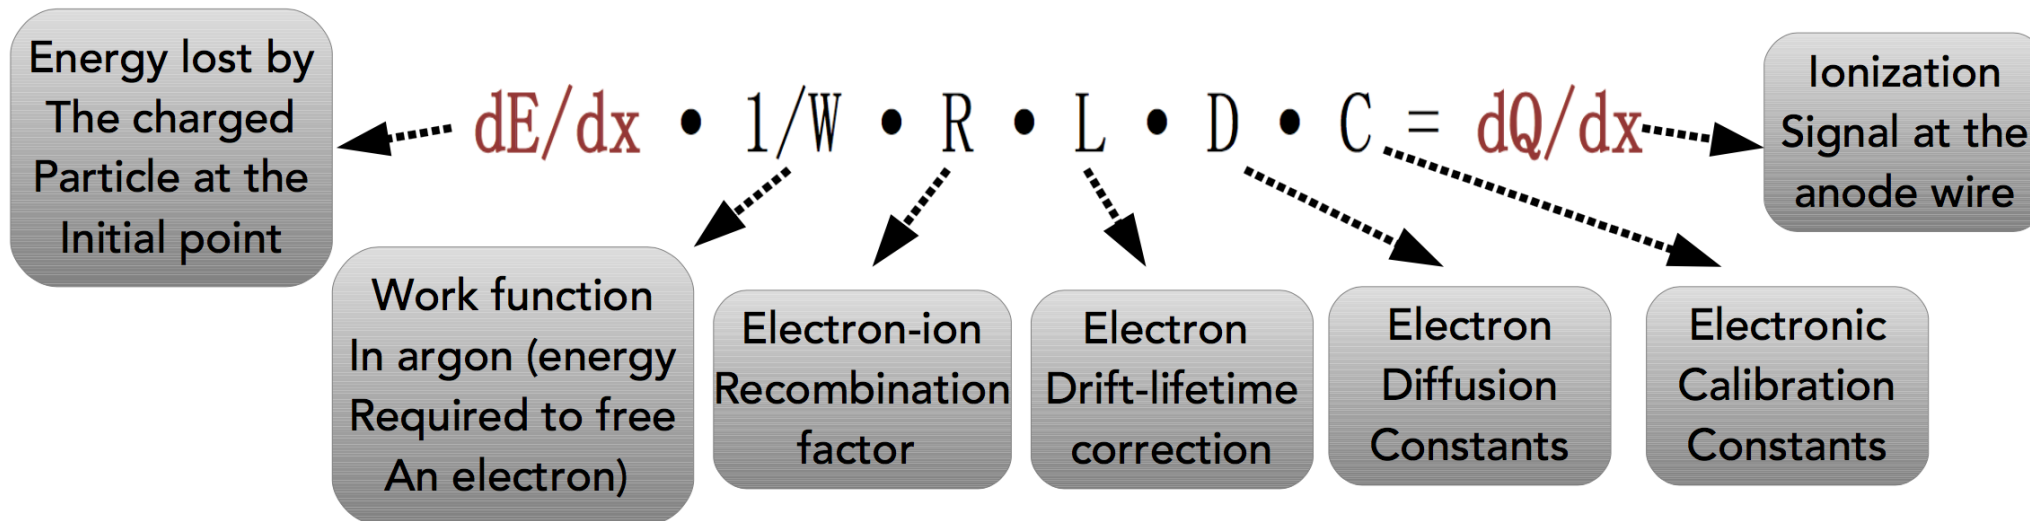 Energy lost by
The charged
Particle at the
Initial point
dE/dx • 1/W • R • L • D • C = dQ/dx
Ionization
Signal at the
anode wire
Work function
In argon (energy
Required to free
An electron)
Electron-ion
Recombination
factor
Electron
Drift-lifetime
correction
Electron
Diffusion
Constants
Electronic
Calibration
Constants